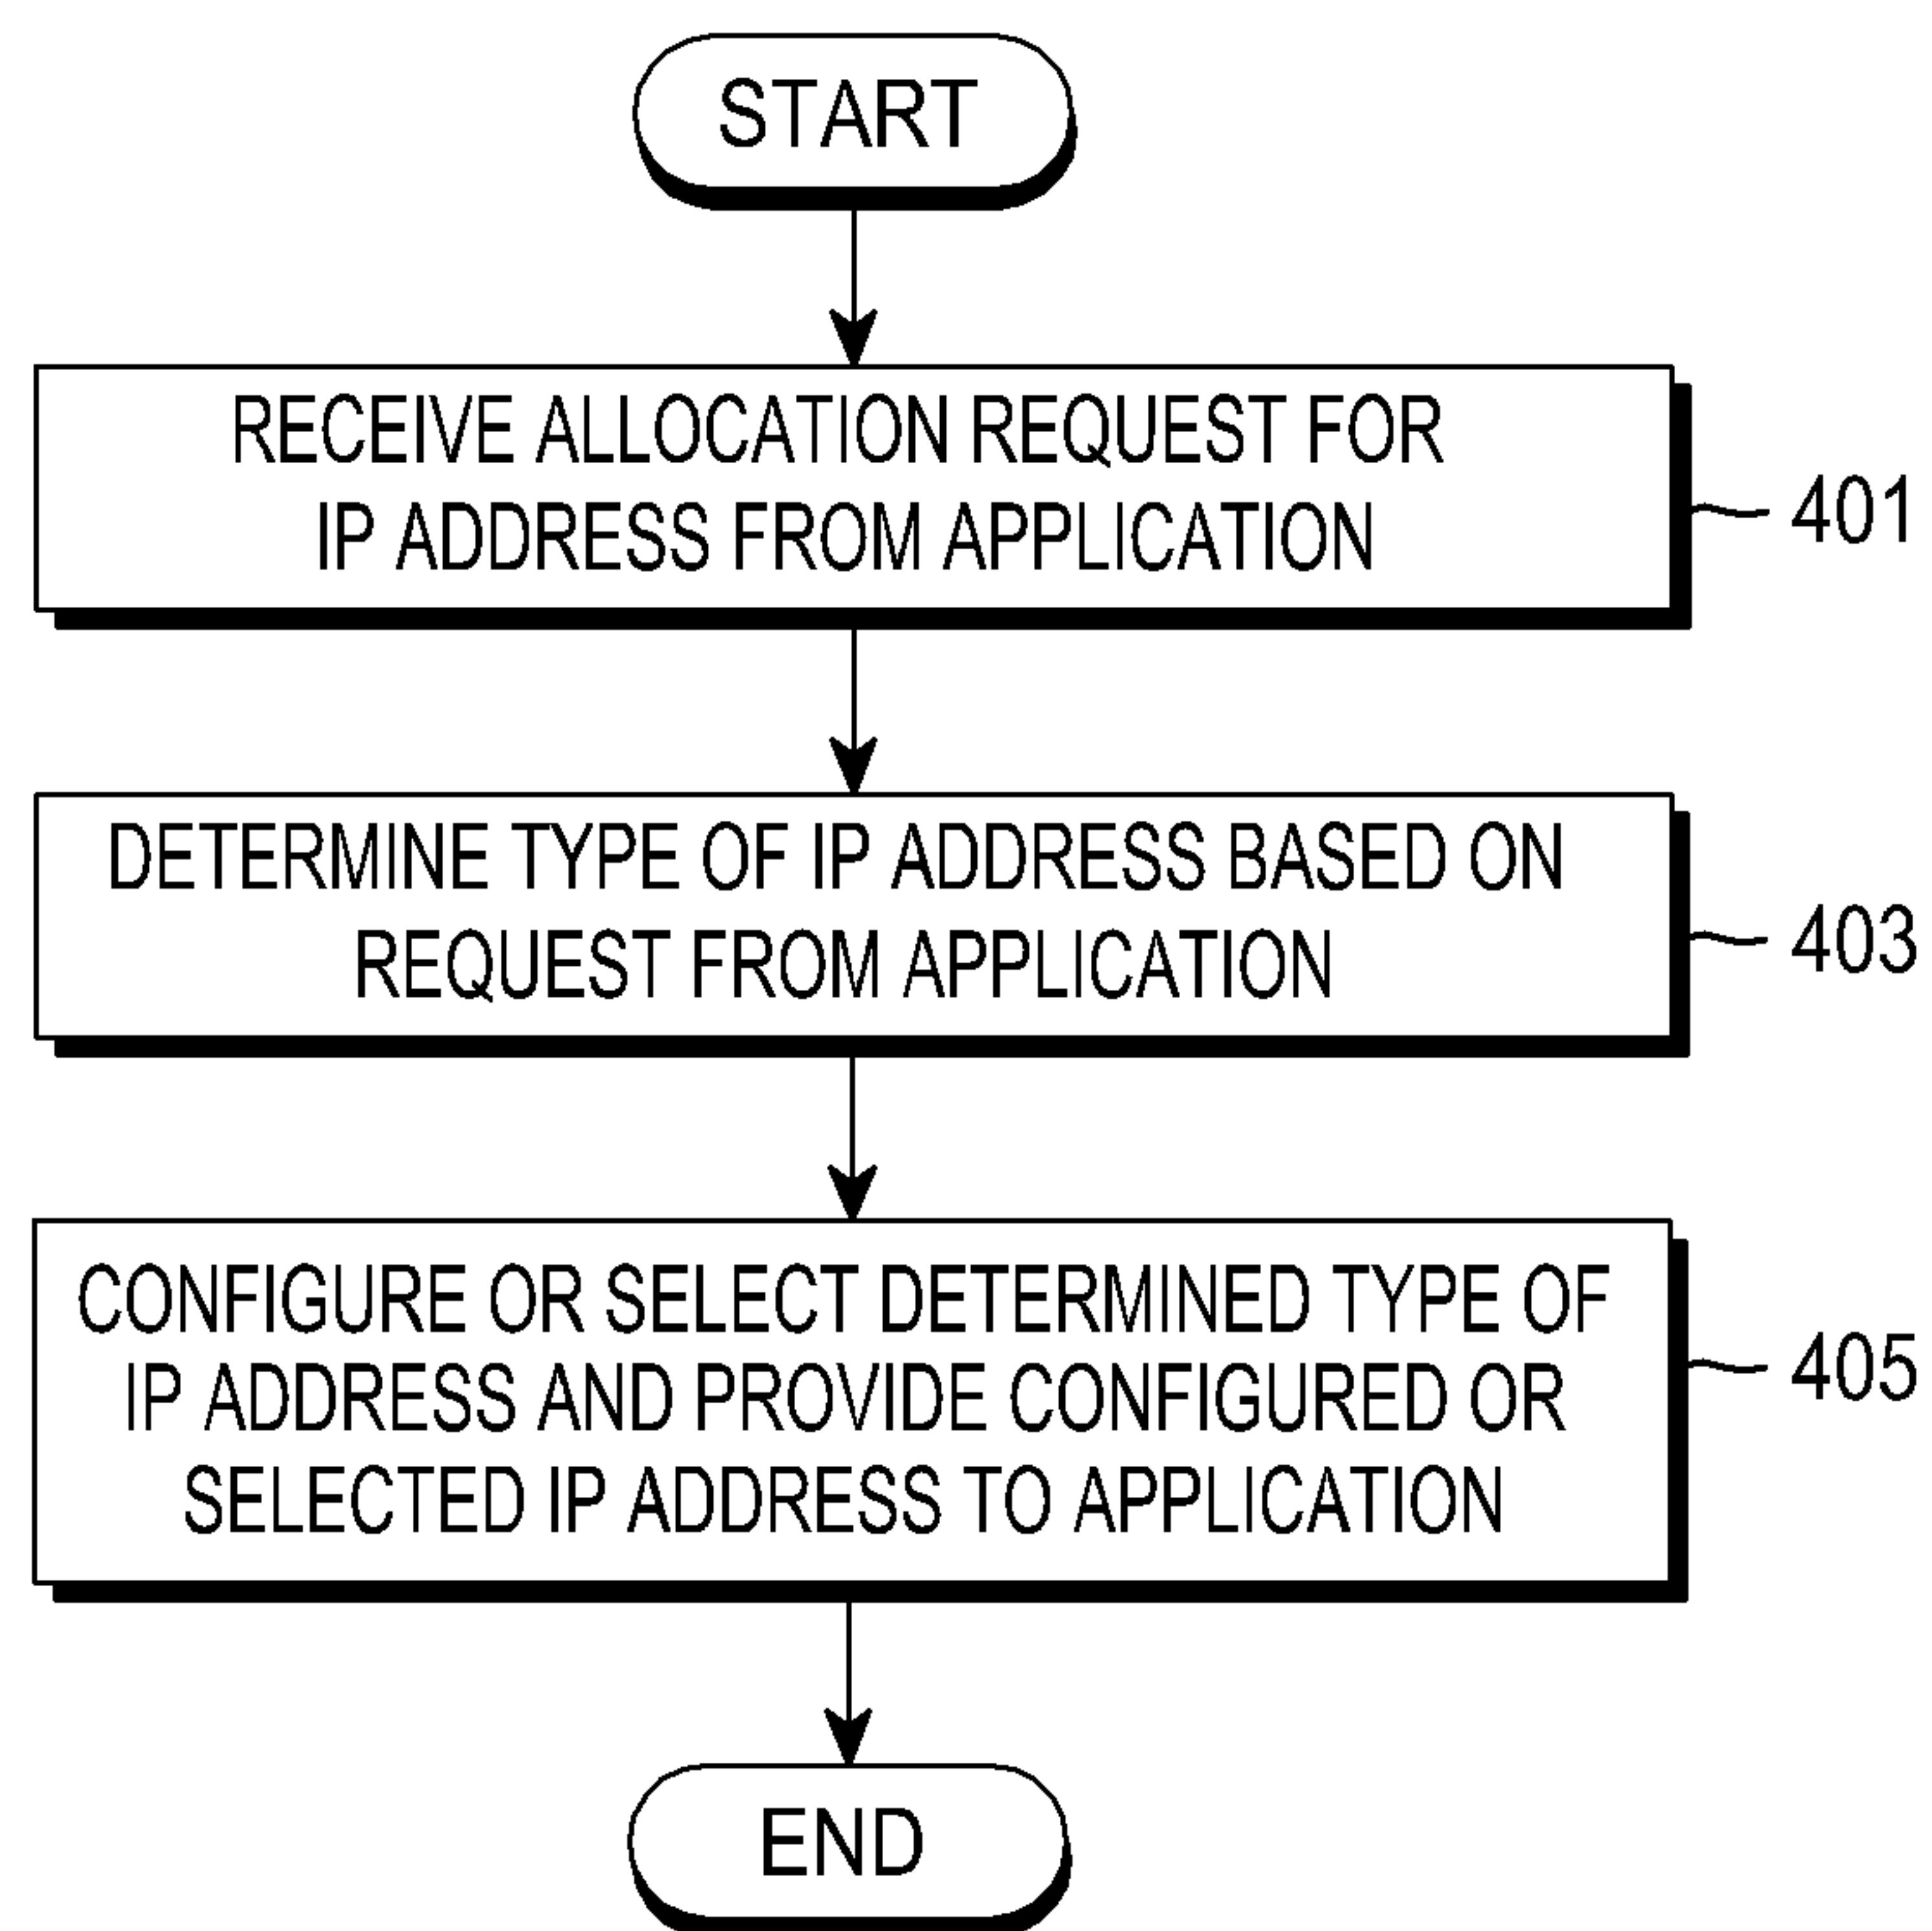 START
RECEIVE ALLOCATION REQUEST FOR
IP ADDRESS FROM APPLICATION
401
DETERMINE TYPE OF IP ADDRESS BASED ON
REQUEST FROM APPLICATION
403
CONFIGURE OR SELECT DETERMINED TYPE OF
IP ADDRESS AND PROVIDE CONFIGURED OR
SELECTED IP ADDRESS TO APPLICATION
405
END